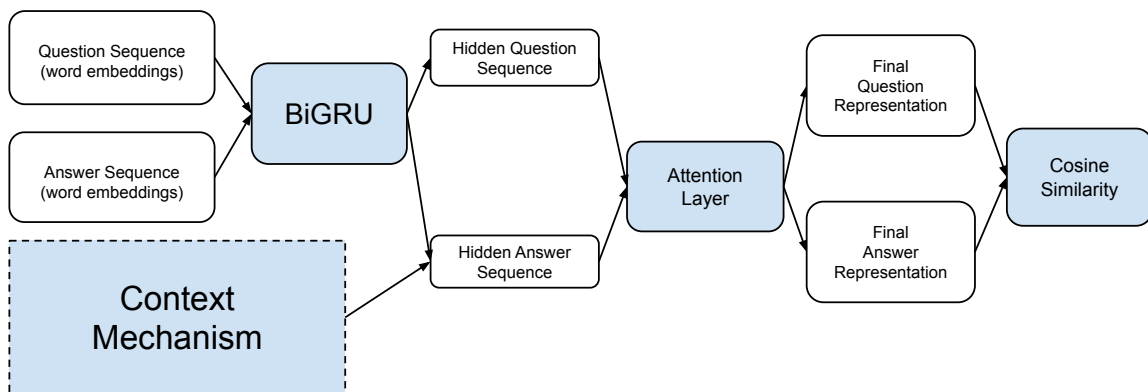 Question Sequence
(word embeddings)
Answer Sequence
(word embeddings)
Context
Mechanism
BiGRU
Hidden Question
Sequence
Hidden Answer
Sequence
Attention
Layer
Final
Question
Representation
Final
Answer
Representation
Cosine
Similarity